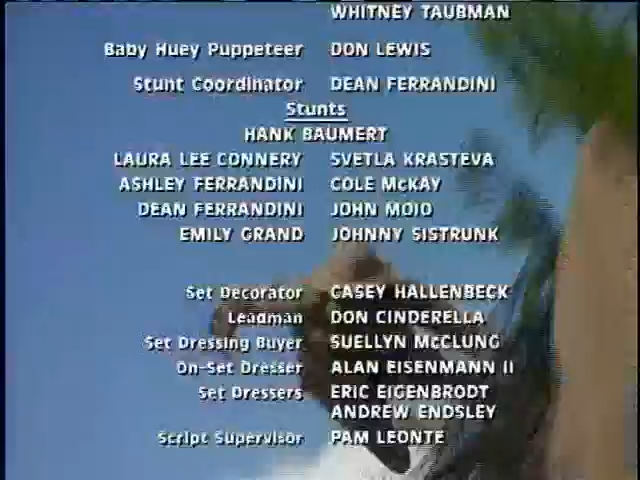 WHITNEY TAUBMAN
Baby Huey Puppeteer DON LEWIS
Stunt Coordinator DEAN FERRANDINI
Stunts
HANK BAUMERT
LAURA LEE CONNERY SVETLA KRASTEVA
ASHLEY FERRANDINI COLE McKAY
DEAN FERRANDINI JOHN MOIO
EMILY GRAND JOHNNY SISTRUNK
Set Decorator CASEY HALLENBECK
Leadman DON CINDERELLA
Set Dressing Buyer SUELLYN McCLUNG
On-Set Dresser ALAN EISENMANN II
Set Dressers ERIC EIGENBRODT
ANDREW ENDSLEY
Script Supervisor PAM LEONTE